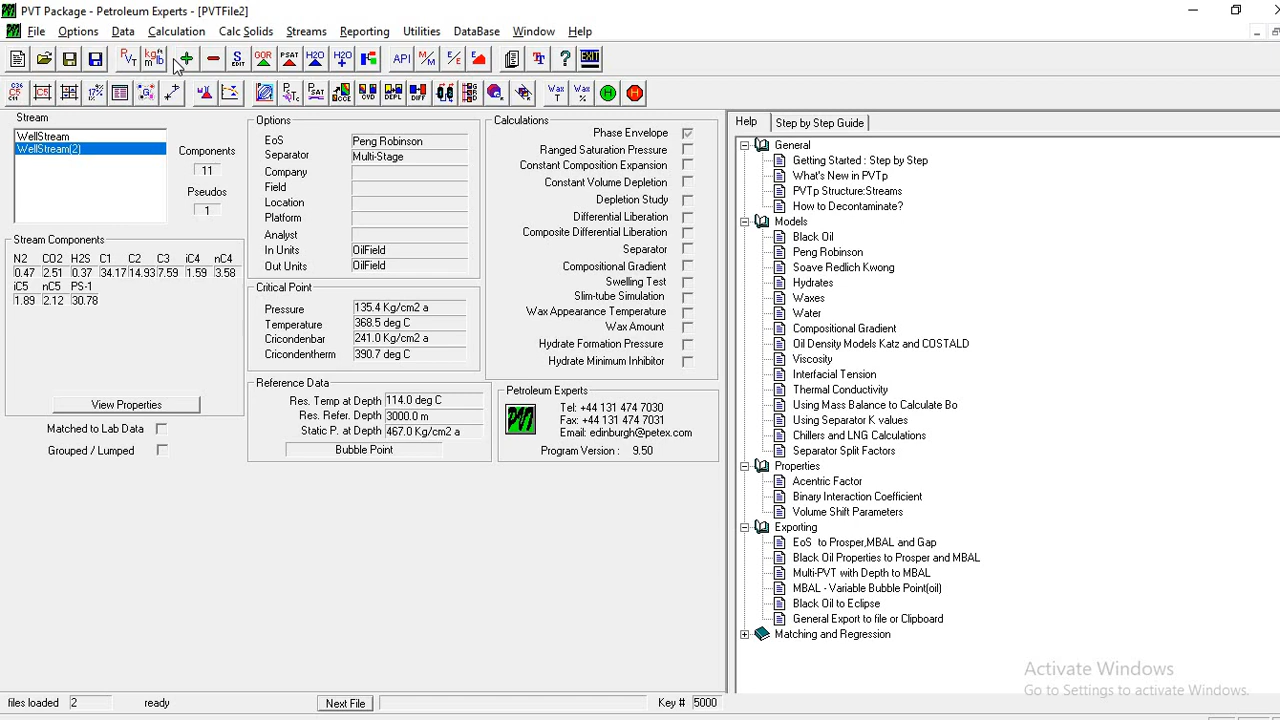 PVT Package - Petroleum Experts - [PVTFile2]
File Options Data Calculation Calc Solids Streams Reporting Utilities DataBase Window Help
Stream
WellStream
WellStream(2)
Components
11
Pseudos
1
Stream Components
N2 CO2 H2S C1 C2 C3 iC4 nC4
0.47 2.51 0.37 34.17 14.93 7.59 1.59 3.58
iC5 nC5 PS-1
1.89 2.12 30.78
View Properties
Matched to Lab Data
Grouped / Lumped
Options
EoS Peng Robinson
Separator Multi-Stage
Company
Field
Location
Platform
Analyst
In Units OilField
Out Units OilField
Critical Point
Pressure 135.4 Kg/cm2 a
Temperature 368.5 deg C
Cricondenbar 241.0 Kg/cm2 a
Cricondentherm 390.7 deg C
Reference Data
Res. Temp at Depth 114.0 deg C
Res. Refer. Depth 3000.0 m
Static P. at Depth 467.0 Kg/cm2 a
Bubble Point
Calculations
Phase Envelope
Ranged Saturation Pressure
Constant Composition Expansion
Constant Volume Depletion
Depletion Study
Differential Liberation
Composite Differential Liberation
Separator
Compositional Gradient
Swelling Test
Slim-tube Simulation
Wax Appearance Temperature
Wax Amount
Hydrate Formation Pressure
Hydrate Minimum Inhibitor
Petroleum Experts
Tel: +44 131 474 7030
Fax: +44 131 474 7031
Email: edinburgh@petex.com
Program Version : 9.50
Help Step by Step Guide
General
Getting Started : Step by Step
What's New in PVTp
PVTp Structure:Streams
How to Decontaminate?
Models
Black Oil
Peng Robinson
Soave Redlich Kwong
Hydrates
Waxes
Water
Compositional Gradient
Oil Density Models Katz and COSTALD
Viscosity
Interfacial Tension
Thermal Conductivity
Using Mass Balance to Calculate Bo
Using Separator K values
Chillers and LNG Calculations
Separator Split Factors
Properties
Acentric Factor
Binary Interaction Coefficient
Volume Shift Parameters
Exporting
EoS to Prosper,MBAL and Gap
Black Oil Properties to Prosper and MBAL
Multi-PVT with Depth to MBAL
MBAL - Variable Bubble Point(oil)
Black Oil to Eclipse
General Export to file or Clipboard
Matching and Regression
Activate Windows
Go to Settings to activate Windows.
files loaded 2 ready Next File Key # 5000